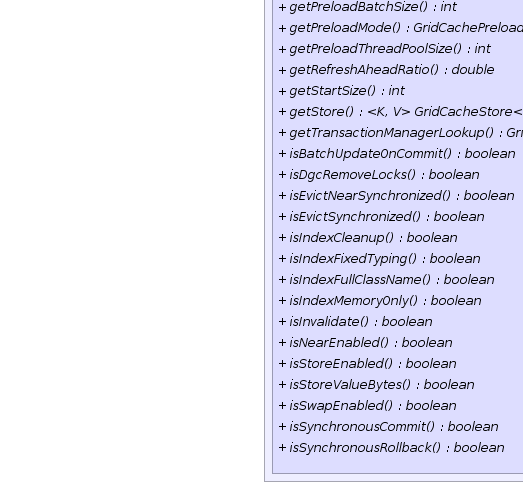 + getPreloadBatchSize() : int
+ getPreloadMode() : GridCachePreload
+ getPreloadThreadPoolSize() : int
+ getRefreshAheadRatio() : double
+ getStartSize() : int
+ getStore() : <K, V> GridCacheStore<
+ getTransactionManagerLookup() : Gri
+ isBatchUpdateOnCommit() : boolean
+ isDgcRemoveLocks() : boolean
+ isEvictNearSynchronized() : boolean
+ isEvictSynchronized() : boolean
+ isIndexCleanup() : boolean
+ isIndexFixedTyping() : boolean
+ isIndexFullClassName() : boolean
+ isIndexMemoryOnly() : boolean
+ isInvalidate() : boolean
+ isNearEnabled() : boolean
+ isStoreEnabled() : boolean
+ isStoreValueBytes() : boolean
+ isSwapEnabled() : boolean
+ isSynchronousCommit() : boolean
+ isSynchronousRollback() : boolean